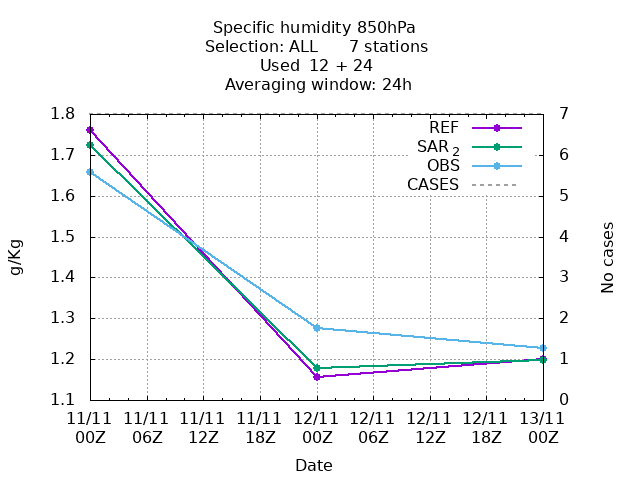 Specific humidity 850hPa
Selection: ALL 7 stations
Used 12 + 24
Averaging window: 24h
1.8
1.7
1.6
1.5
1.4
1.3
1.2
1.1
g/Kg
7
6
5
4
3
2
1
0
No cases
REF
SAR 2
OBS
CASES
11/11 11/11 11/11 11/11 12/11 12/11 12/11 12/11 13/11
00Z 06Z 12Z 18Z 00Z 06Z 12Z 18Z 00Z
Date